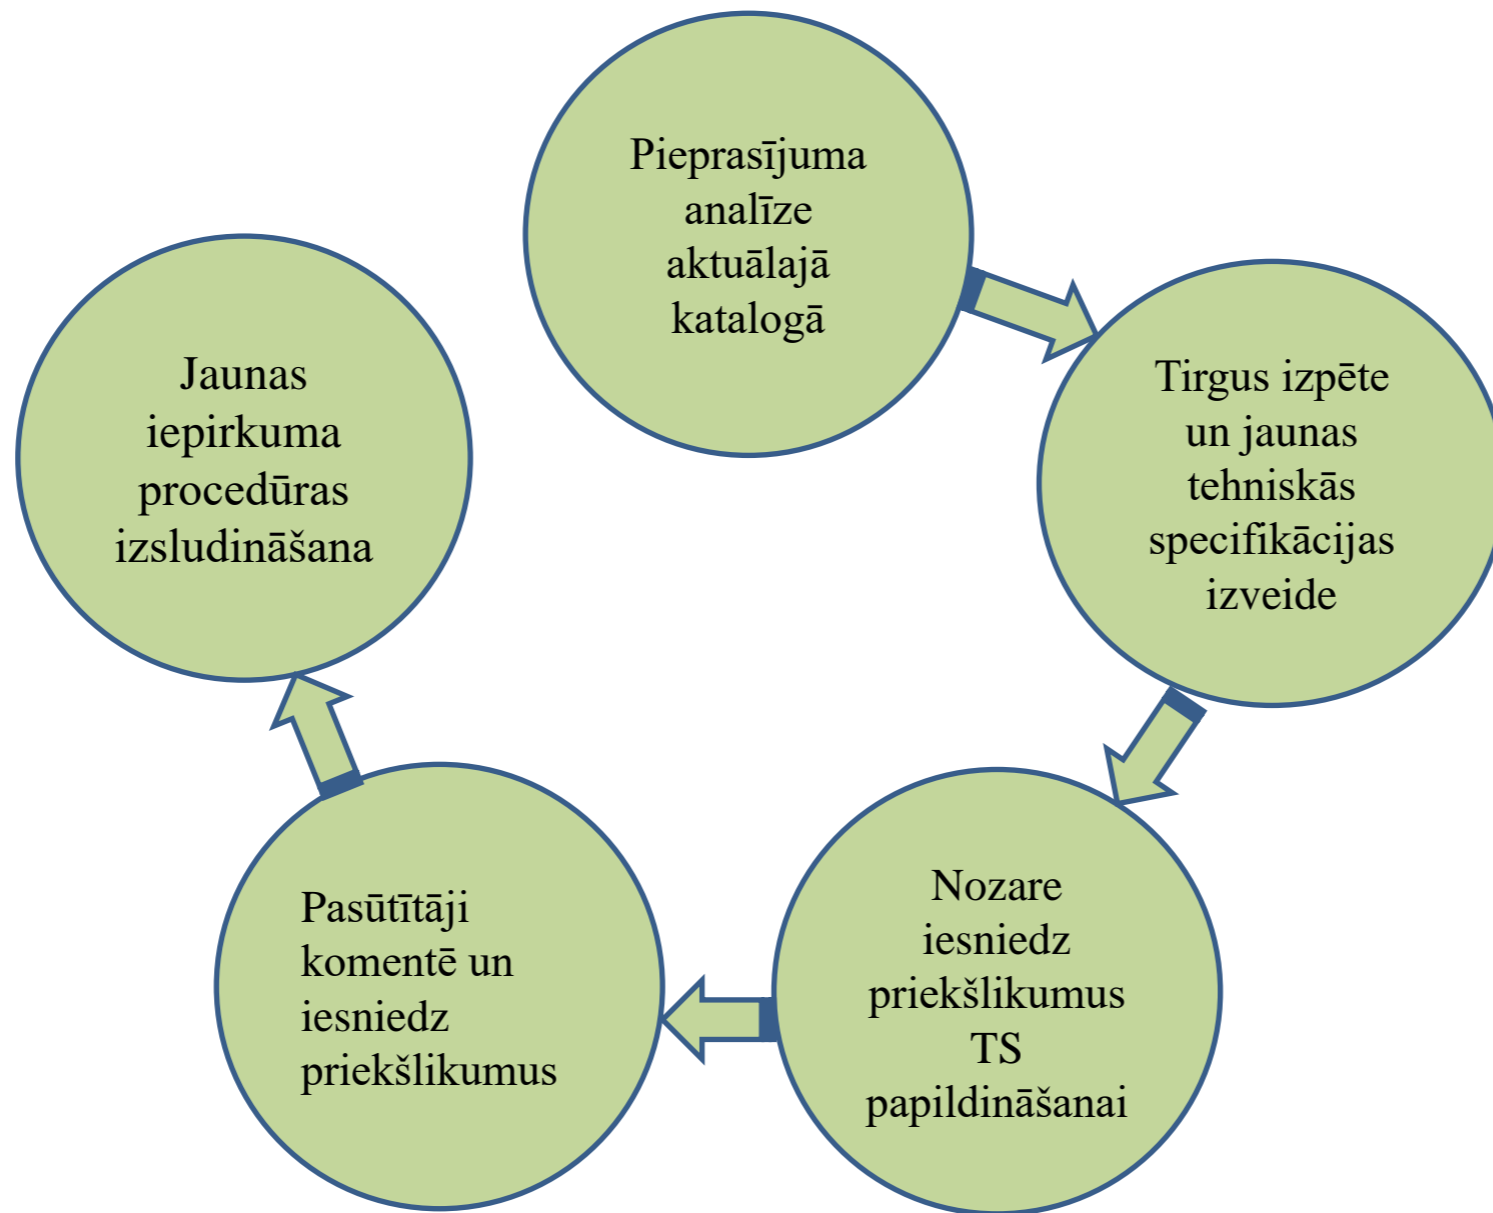 Pieprasījuma
analīze
aktuālajā
katalogā
Tirgus izpēte
un jaunas
tehniskās
specifikācijas
izveide
Nozare
iesniedz
priekšlikumus
TS
papildināšanai
Pasūtītāji
komentē un
iesniedz
priekšlikumus
Jaunas
iepirkuma
procedūras
izsludināšana